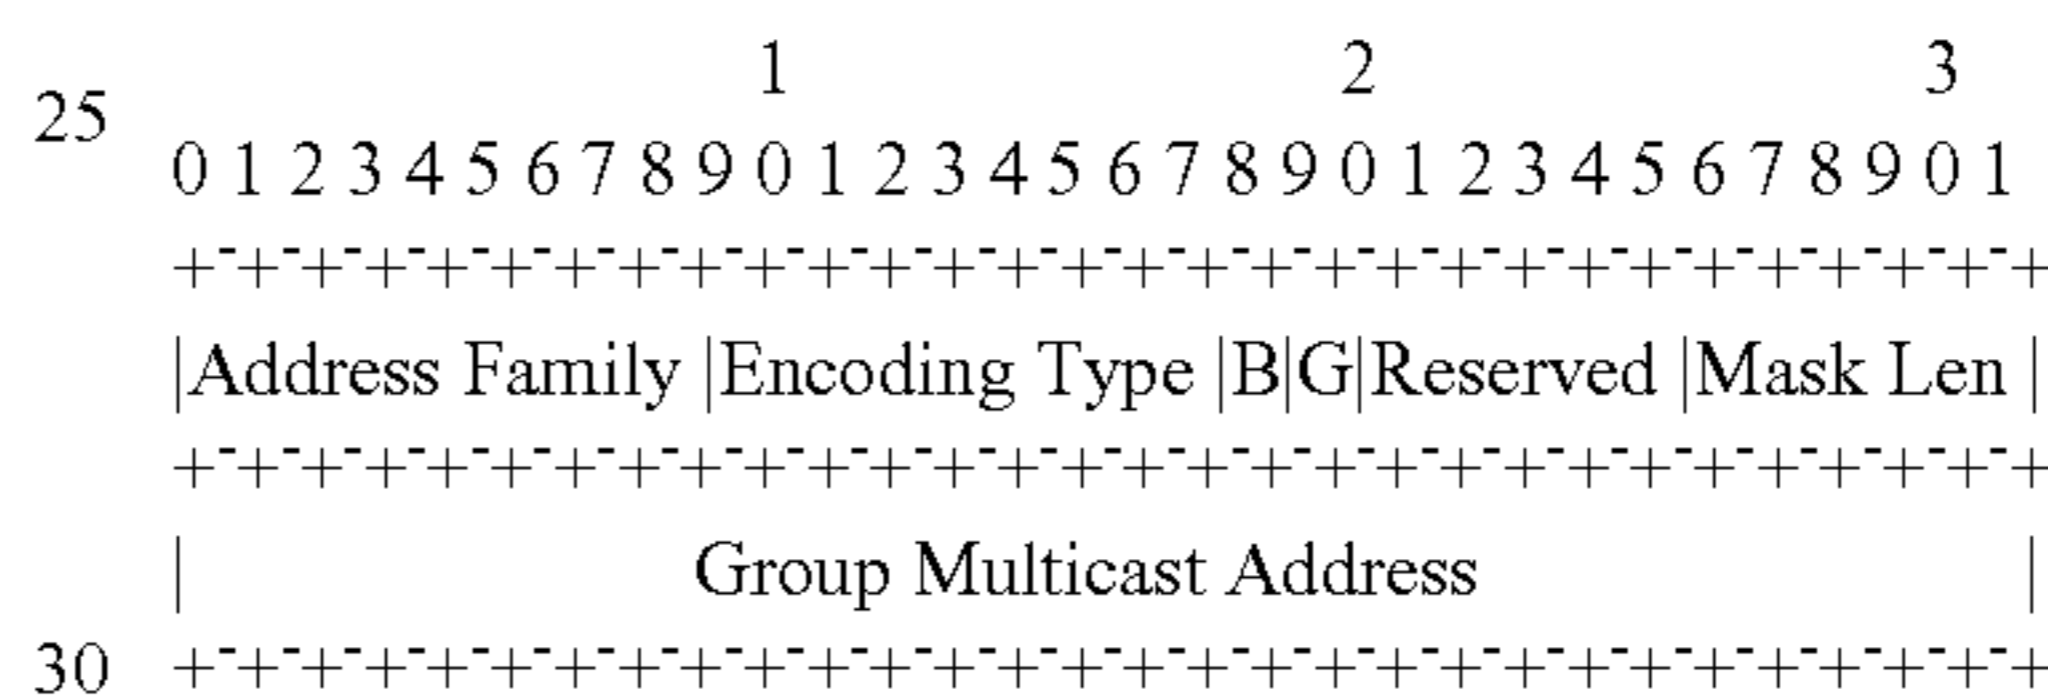 1 2 3
25
0 1 2 3 4 5 6 7 8 9 0 1 2 3 4 5 6 7 8 9 0 1 2 3 4 5 6 7 8 9 0 1
+-+-+-+-+-+-+-+-+-+-+-+-+-+-+-+-+-+-+-+-+-+-+-+-+-+-+-+-+-+
|Address Family |Encoding Type |B|G|Reserved |Mask Len |
+-+-+-+-+-+-+-+-+-+-+-+-+-+-+-+-+-+-+-+-+-+-+-+-+-+-+-+-+-+
| Group Multicast Address |
30 +-+-+-+-+-+-+-+-+-+-+-+-+-+-+-+-+-+-+-+-+-+-+-+-+-+-+-+-+-+